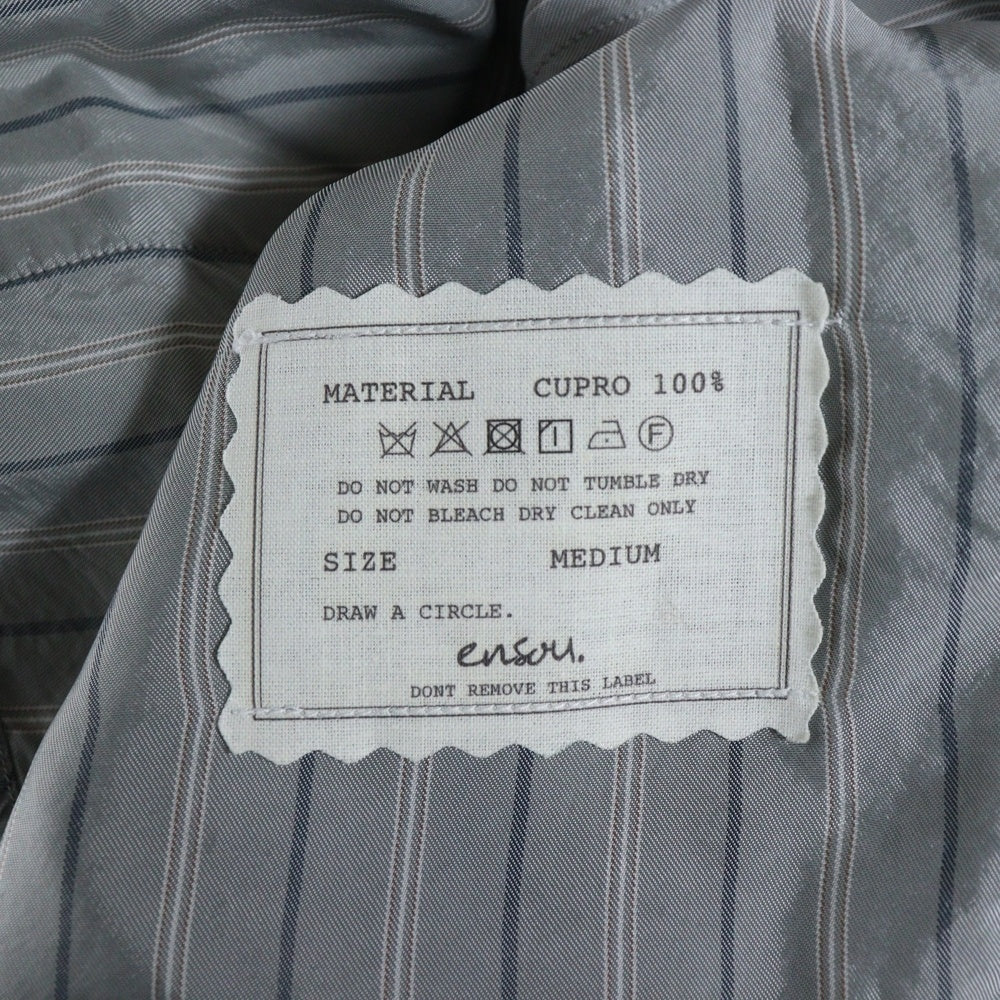 MATERIAL CUPRO 100%
F
DO NOT WASH DO NOT TUMBLE DRY
DO NOT BLEACH DRY CLEAN ONLY
SIZE MEDIUM
DRAW A CIRCLE.
ensou.
DONT REMOVE THIS LABEL